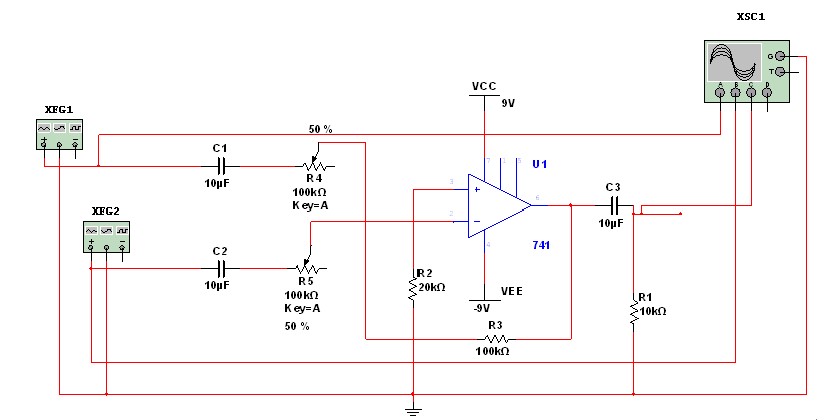 XSC1
G
T
A B C D
VCC
9V
XFG1
50 %
C1
U1
10µF
R4
100kΩ
Key=A
3
7 1 5
6
C3
XFG2
2
10µF
741
C2
4
10µF
R5
R2
100kΩ
20kΩ
VEE
Key=A
R1
-9V
10kΩ
50 %
R3
100kΩ